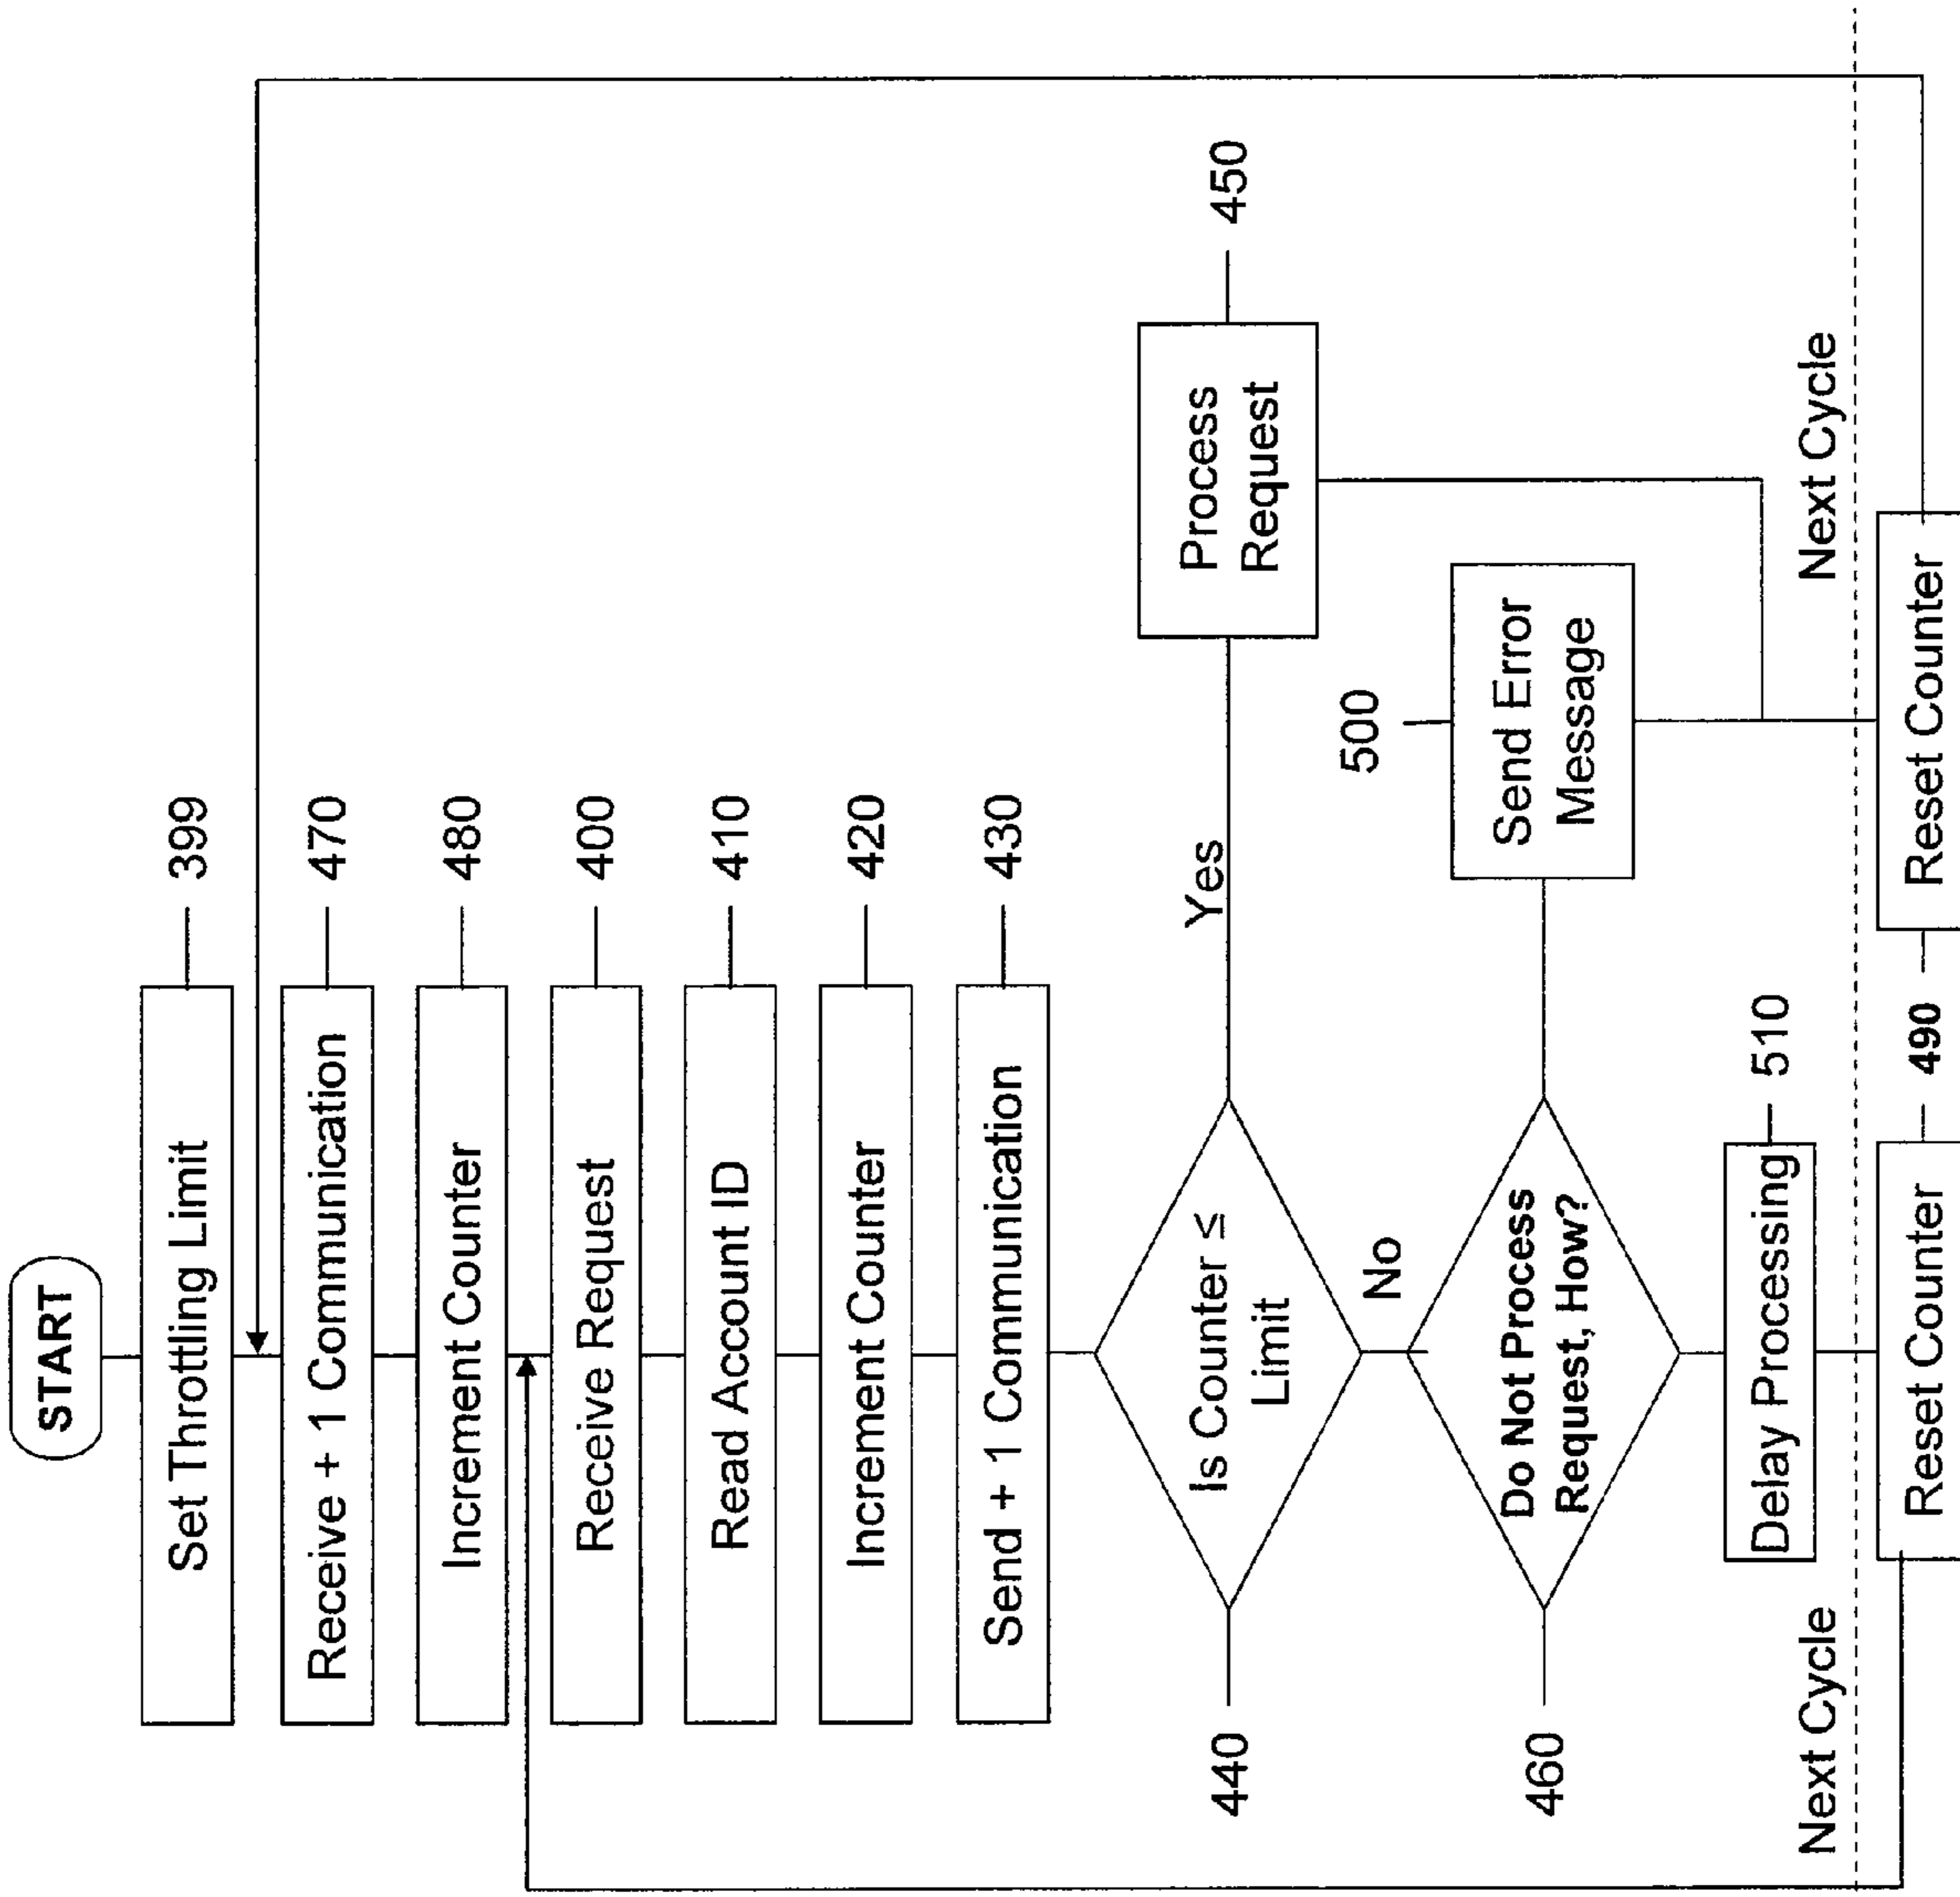 START
Set Throttling Limit
399
Receive + 1 Communication
470
Increment Counter
480
Receive Request
400
Read Account ID
410
Increment Counter
420
Send + 1 Communication
430
440
Is Counter ≤
Limit
Yes
Process
Request
450
No
460
Do Not Process
Request, How?
500
Send Error
Message
Delay Processing
510
Next Cycle
Next Cycle
Reset Counter
490
Reset Counter